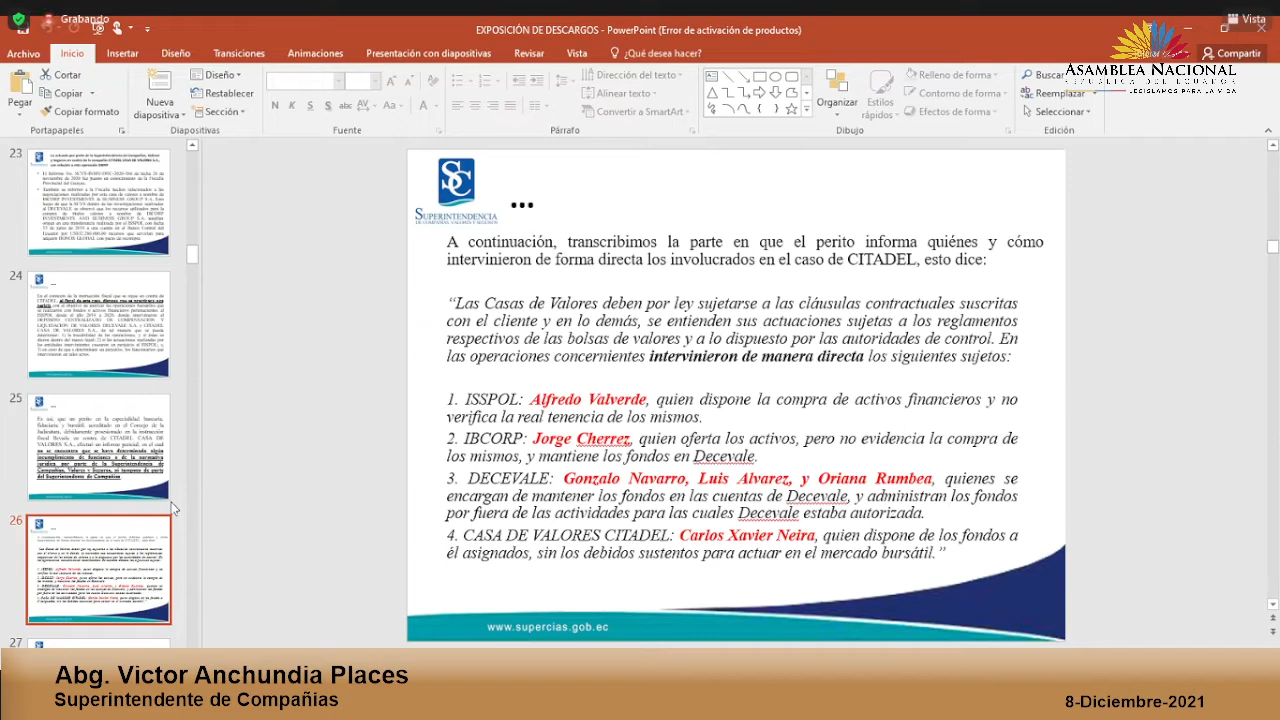 Grabando
Vista
EXPOSICIÓN DE DESCARGOS - PowerPoint (Error de activación de productos)
Archivo Inicio Insertar Diseño Transiciones Animaciones Presentación con diapositivas Revisar Vista ¿Qué desea hacer? Compartir
ASAMBLEA NACIONAL
LEGISLAMOS PARA LA VIDA
Cortar
Copiar
Copiar formato
Pegar
Nueva diapositiva
Diseño
Restablecer
Sección
Dirección del texto
Alinear texto
Convertir a SmartArt
Organizar
Estilos rápidos
Relleno de forma
Contorno de forma
Efectos de forma
Buscar
Reemplazar
Seleccionar
Portapapeles Diapositivas Fuente Párrafo Dibujo Edición
23
24
25
26
27
SUPERINTENDENCIA
DE COMPAÑÍAS, VALORES Y SEGUROS
...
A continuación, transcribimos la parte en que el perito informa quiénes y cómo
intervinieron de forma directa los involucrados en el caso de CITADEL, esto dice:
“Las Casas de Valores deben por ley sujetarse a las cláusulas contractuales suscritas
con el cliente y en lo demás, se entienden sus actuaciones sujetas a los reglamentos
respectivos de las bolsas de valores y a lo dispuesto por las autoridades de control. En
las operaciones concernientes intervinieron de manera directa los siguientes sujetos:
1. ISSPOL: Alfredo Valverde, quien dispone la compra de activos financieros y no
verifica la real tenencia de los mismos.
2. IBCORP: Jorge Cherrez, quien oferta los activos, pero no evidencia la compra de
los mismos, y mantiene los fondos en Decevale.
3. DECEVALE: Gonzalo Navarro, Luis Alvarez, y Oriana Rumbea, quienes se
encargan de mantener los fondos en las cuentas de Decevale, y administran los fondos
por fuera de las actividades para las cuales Decevale estaba autorizada.
4. CASA DE VALORES CITADEL: Carlos Xavier Neira, quien dispone de los fondos a
él asignados, sin los debidos sustentos para actuar en el mercado bursátil.”
www.supercias.gob.ec
Abg. Victor Anchundia Places
Superintendente de Compañias
8-Diciembre-2021